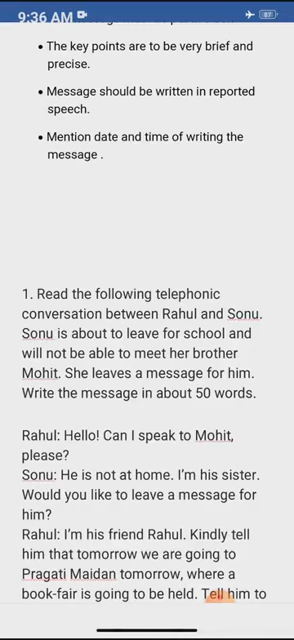 9:36 AM
• The key points are to be very brief and
precise.
• Message should be written in reported
speech.
• Mention date and time of writing the
message .
1. Read the following telephonic
conversation between Rahul and Sonu.
Sonu is about to leave for school and
will not be able to meet her brother
Mohit. She leaves a message for him.
Write the message in about 50 words.
Rahul: Hello! Can I speak to Mohit,
please?
Sonu: He is not at home. I'm his sister.
Would you like to leave a message for
him?
Rahul: I'm his friend Rahul. Kindly tell
him that tomorrow we are going to
Pragati Maidan tomorrow, where a
book-fair is going to be held. Tell him to